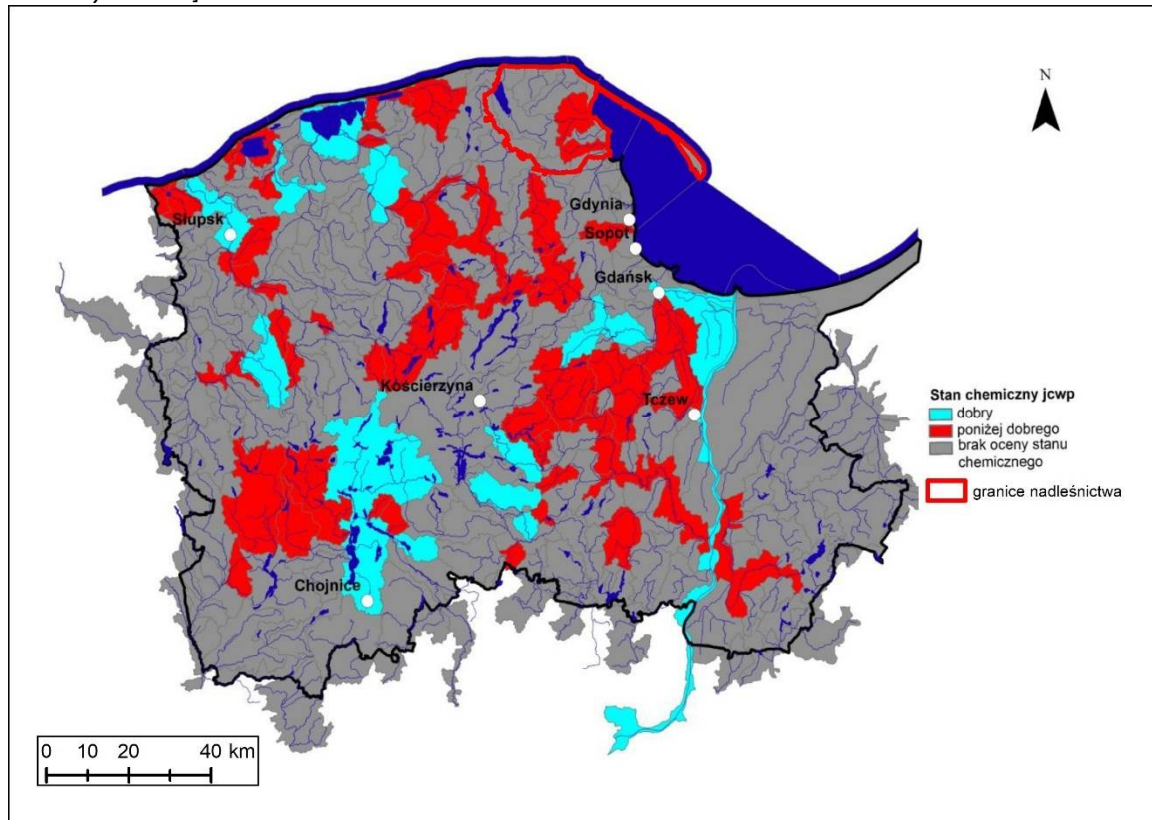 N
Gdynia
Słupsk
Sopot
Gdańsk
Kościerzyna
Tczew
Stan chemiczny jcwp
dobry
poniżej dobrego
brak oceny stanu
chemicznego
granice nadleśnictwa
Chojnice
0 10 20 40 km